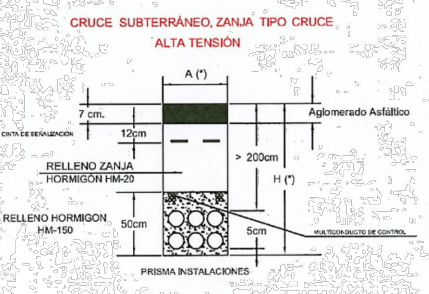 CRUCE SUBTERRÁNEO, ZANJA TIPO CRUCE
ALTA TENSIÓN
A (*)
7 cm.
Aglomerado Asfáltico
CINTA DE SEÑALIZACIÓN
12cm
> 200cm
RELLENO ZANJA
HORMIGÓN HM-20
H (*)
RELLENO HORMIGÓN
HM-150
50cm
5cm
MULTICONDUCTO DE CONTROL
PRISMA INSTALACIONES